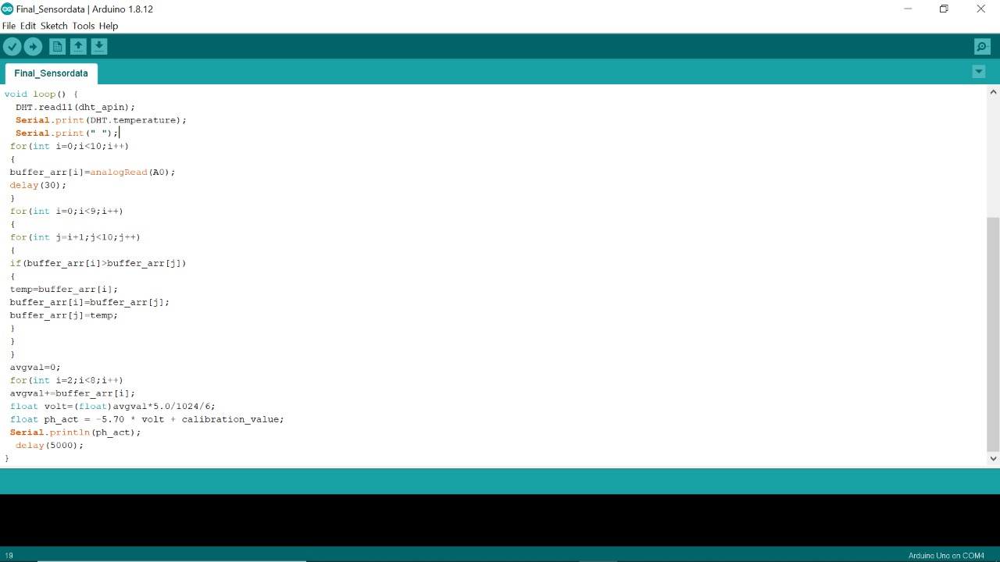 Final_Sensordata | Arduino 1.8.12
File Edit Sketch Tools Help
Final_Sensordata
void loop() {
DHT.read11(dht_apin);
Serial.print(DHT.temperature);
Serial.print(" ");
for(int i=0;i<10;i++)
{
buffer_arr[i]=analogRead(A0);
delay(30);
}
for(int i=0;i<9;i++)
{
for(int j=i+1;j<10;j++)
{
if(buffer_arr[i]>buffer_arr[j])
{
temp=buffer_arr[i];
buffer_arr[i]=buffer_arr[j];
buffer_arr[j]=temp;
}
}
}
avgval=0;
for(int i=2;i<8;i++)
avgval+=buffer_arr[i];
float volt=(float)avgval*5.0/1024/6;
float ph_act = -5.70 * volt + calibration_value;
Serial.println(ph_act);
delay(5000);
}
19
Arduino Uno on COM4